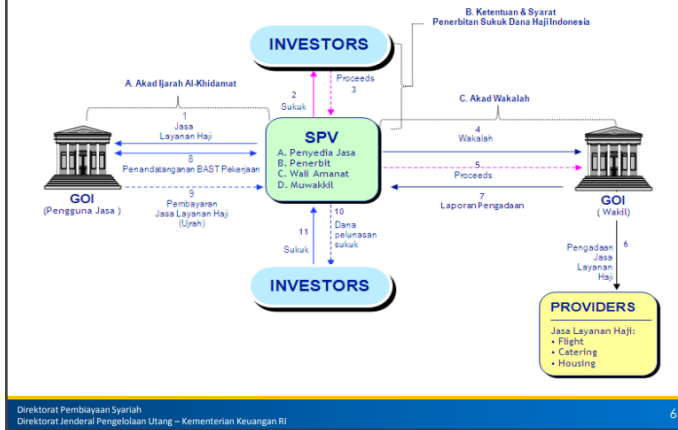 B. Ketentuan & Syarat
Penerbitan Sukuk Dana Haji Indonesia
INVESTORS
A. Akad Ijarah Al-Khidamat
2
Sukuk
Proceeds
3
C. Akad Wakalah
1
Jasa
Layanan Haji
8
Penandatanganan BAST Pekerjaan
9
Pembayaran
Jasa Layanan Haji
(Ujrah)
GOI
(Pengguna Jasa )
SPV
A. Penyedia Jasa
B. Penerbit
C. Wali Amanat
D. Muwakkil
4
Wakalah
5
Proceeds
7
Laporan Pengadaan
GOI
( Wakil)
11
Sukuk
10
Dana
pelunasan
sukuk
INVESTORS
Pengadaan
Jasa
Layanan
Haji
6
PROVIDERS
Jasa Layanan Haji:
• Flight
• Catering
• Housing
Direktorat Pembiayaan Syariah
Direktorat Jenderal Pengelolaan Utang – Kementerian Keuangan RI
6